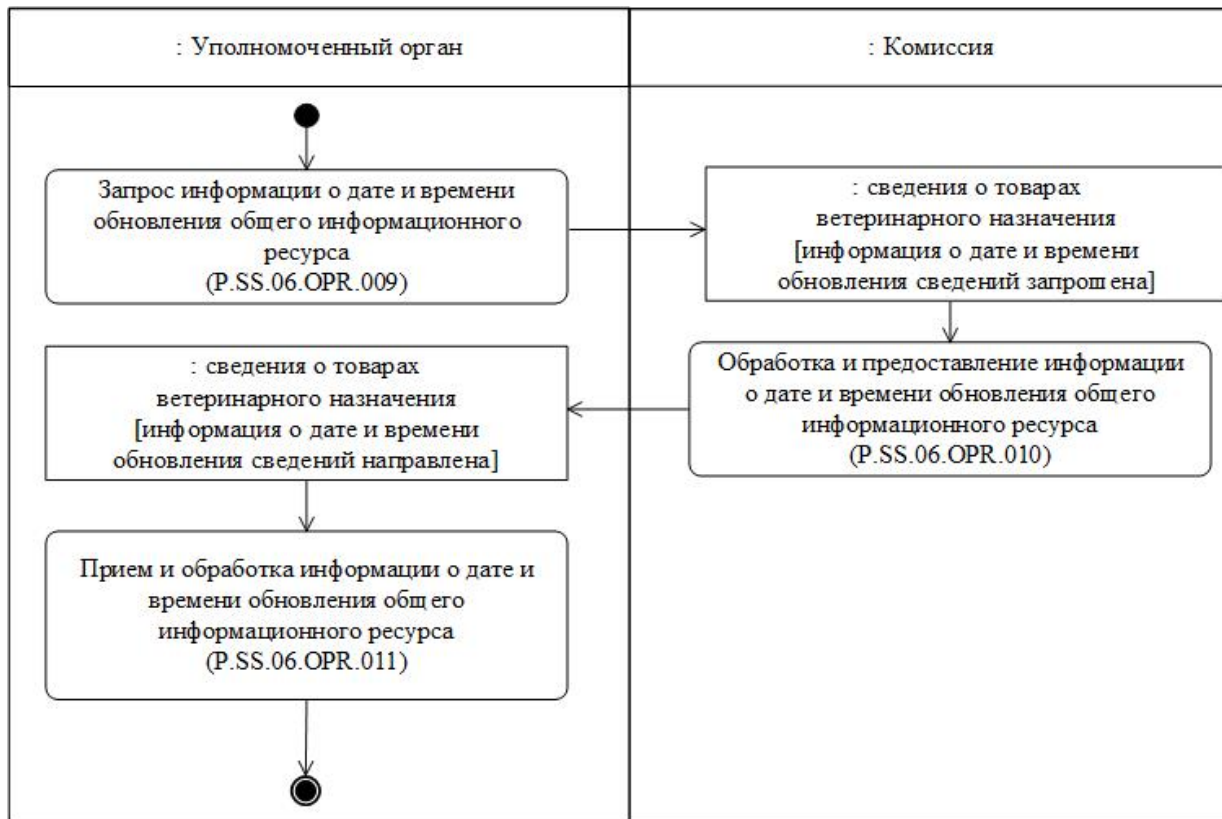 : Уполномоченный орган
: Комиссия
Запрос информации о дате и времени
обновления общего информационного
ресурса
(P.SS.06.OPR.009)
: сведения о товарах
ветеринарного назначения
[информация о дате и времени
обновления сведений запрошена]
: сведения о товарах
ветеринарного назначения
[информация о дате и времени
обновления сведений направлена]
Обработка и предоставление информации
о дате и времени обновления общего
информационного ресурса
(P.SS.06.OPR.010)
Прием и обработка информации о дате и
времени обновления общего
информационного ресурса
(P.SS.06.OPR.011)